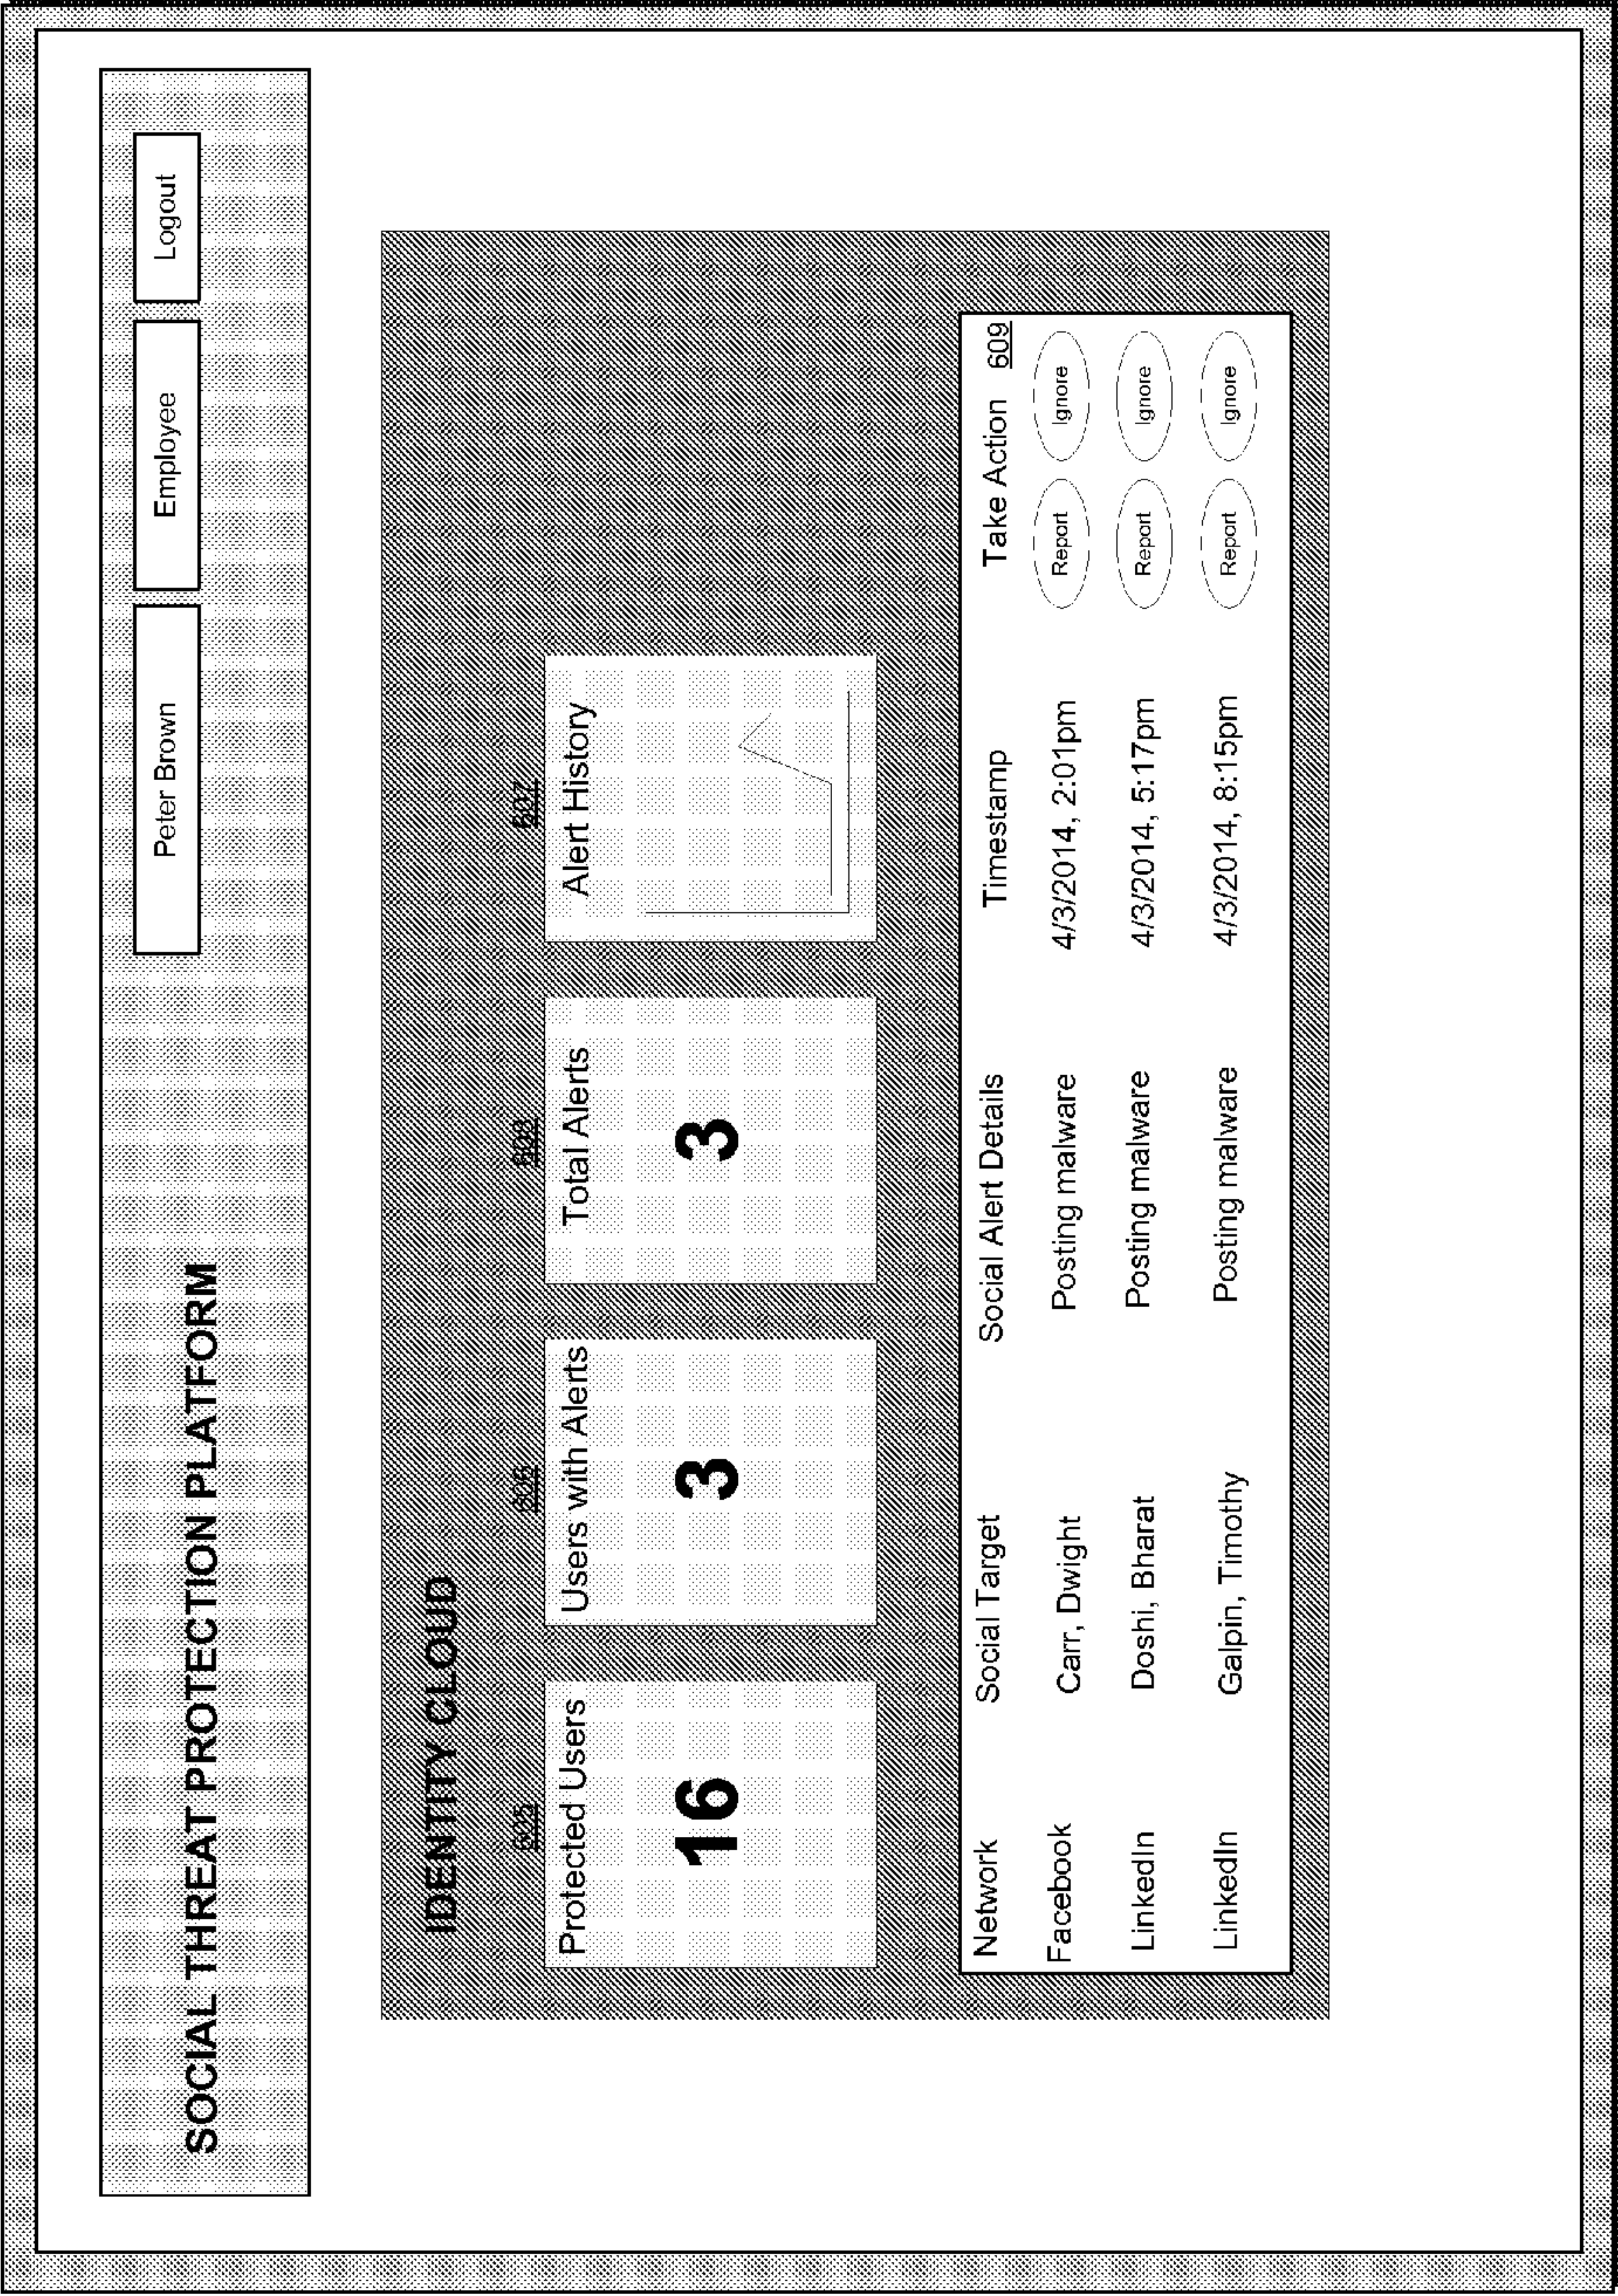 Peter Brown Employee Logout
SOCIAL THREAT PROTECTION PLATFORM
IDENTITY CLOUD
605 606 608 607
Protected Users Users with Alerts Total Alerts Alert History
16 3 3
Network Social Target Social Alert Details Timestamp Take Action 609
Facebook Carr, Dwight Posting malware 4/3/2014, 2:01pm Report Ignore
LinkedIn Doshi, Bharat Posting malware 4/3/2014, 5:17pm Report Ignore
LinkedIn Galpin, Timothy Posting malware 4/3/2014, 8:15pm Report Ignore